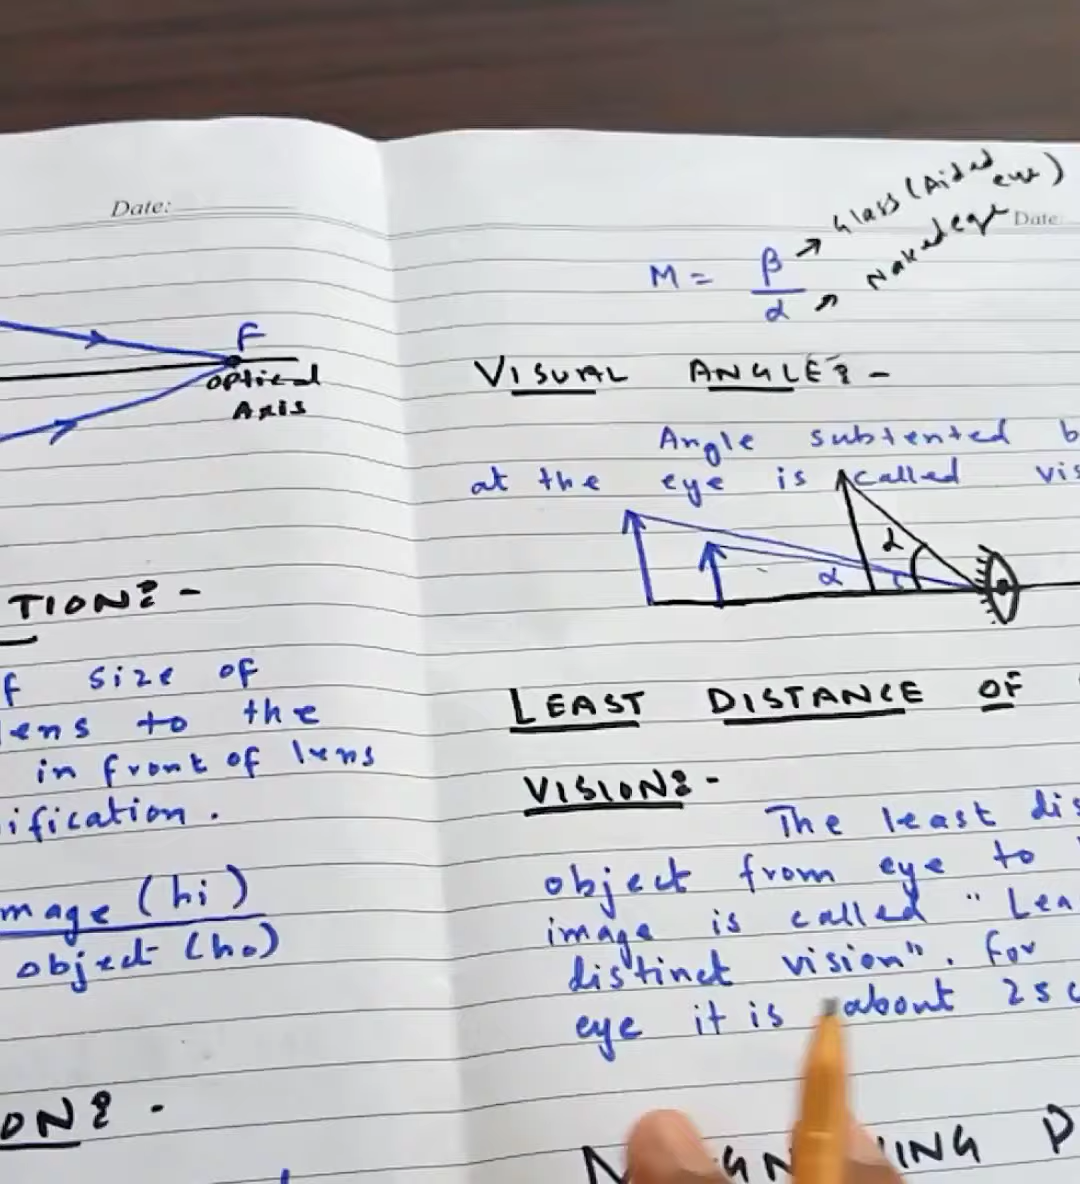 Date:
F
optical
Axis
TION:-
f size of
lens to the
in front of lens
ification.
mage (hi)
object (ho)
ON:-
Glass (Aided eye)
Date:
Naked eye
M = β
α
VISUAL ANGLE:-
Angle subtented b
at the eye is called vis
α
α
LEAST DISTANCE OF
VISION:-
The least dis
object from eye to
image is called "Lea
distinct vision". For
eye it is about 25c
P